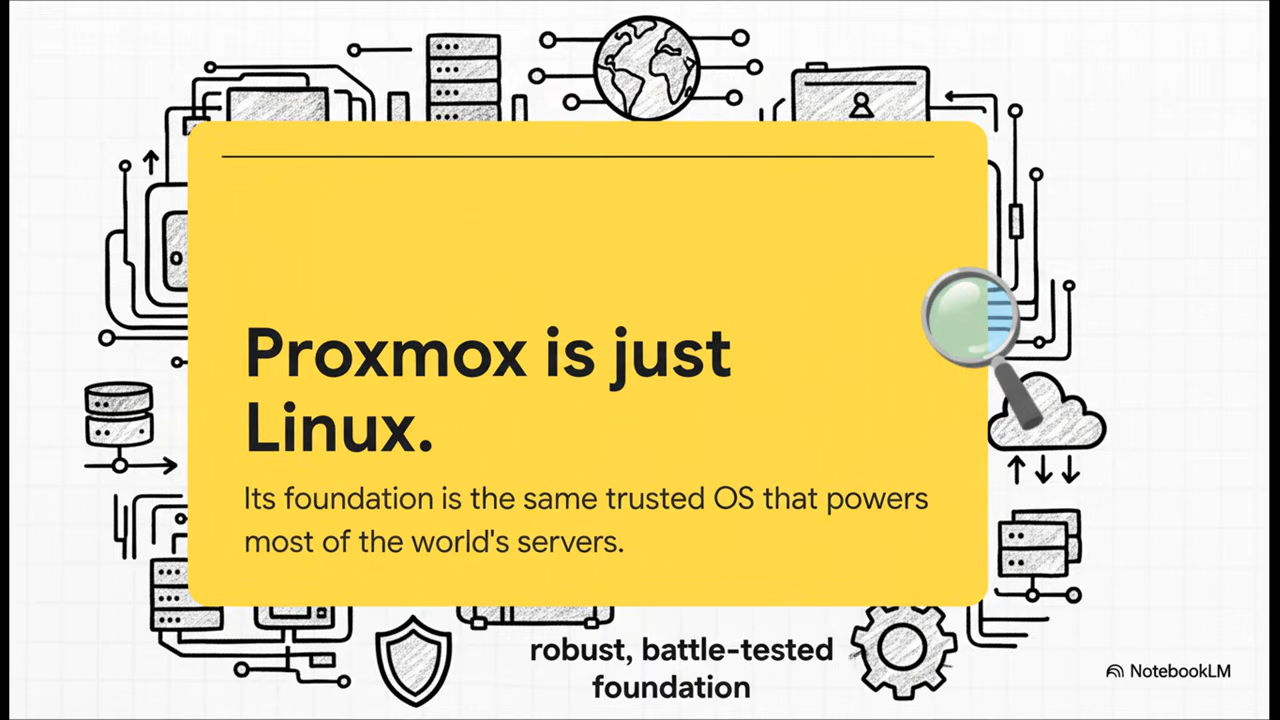 Proxmox is just
Linux.
Its foundation is the same trusted OS that powers
most of the world's servers.
robust, battle-tested
foundation
NotebookLM